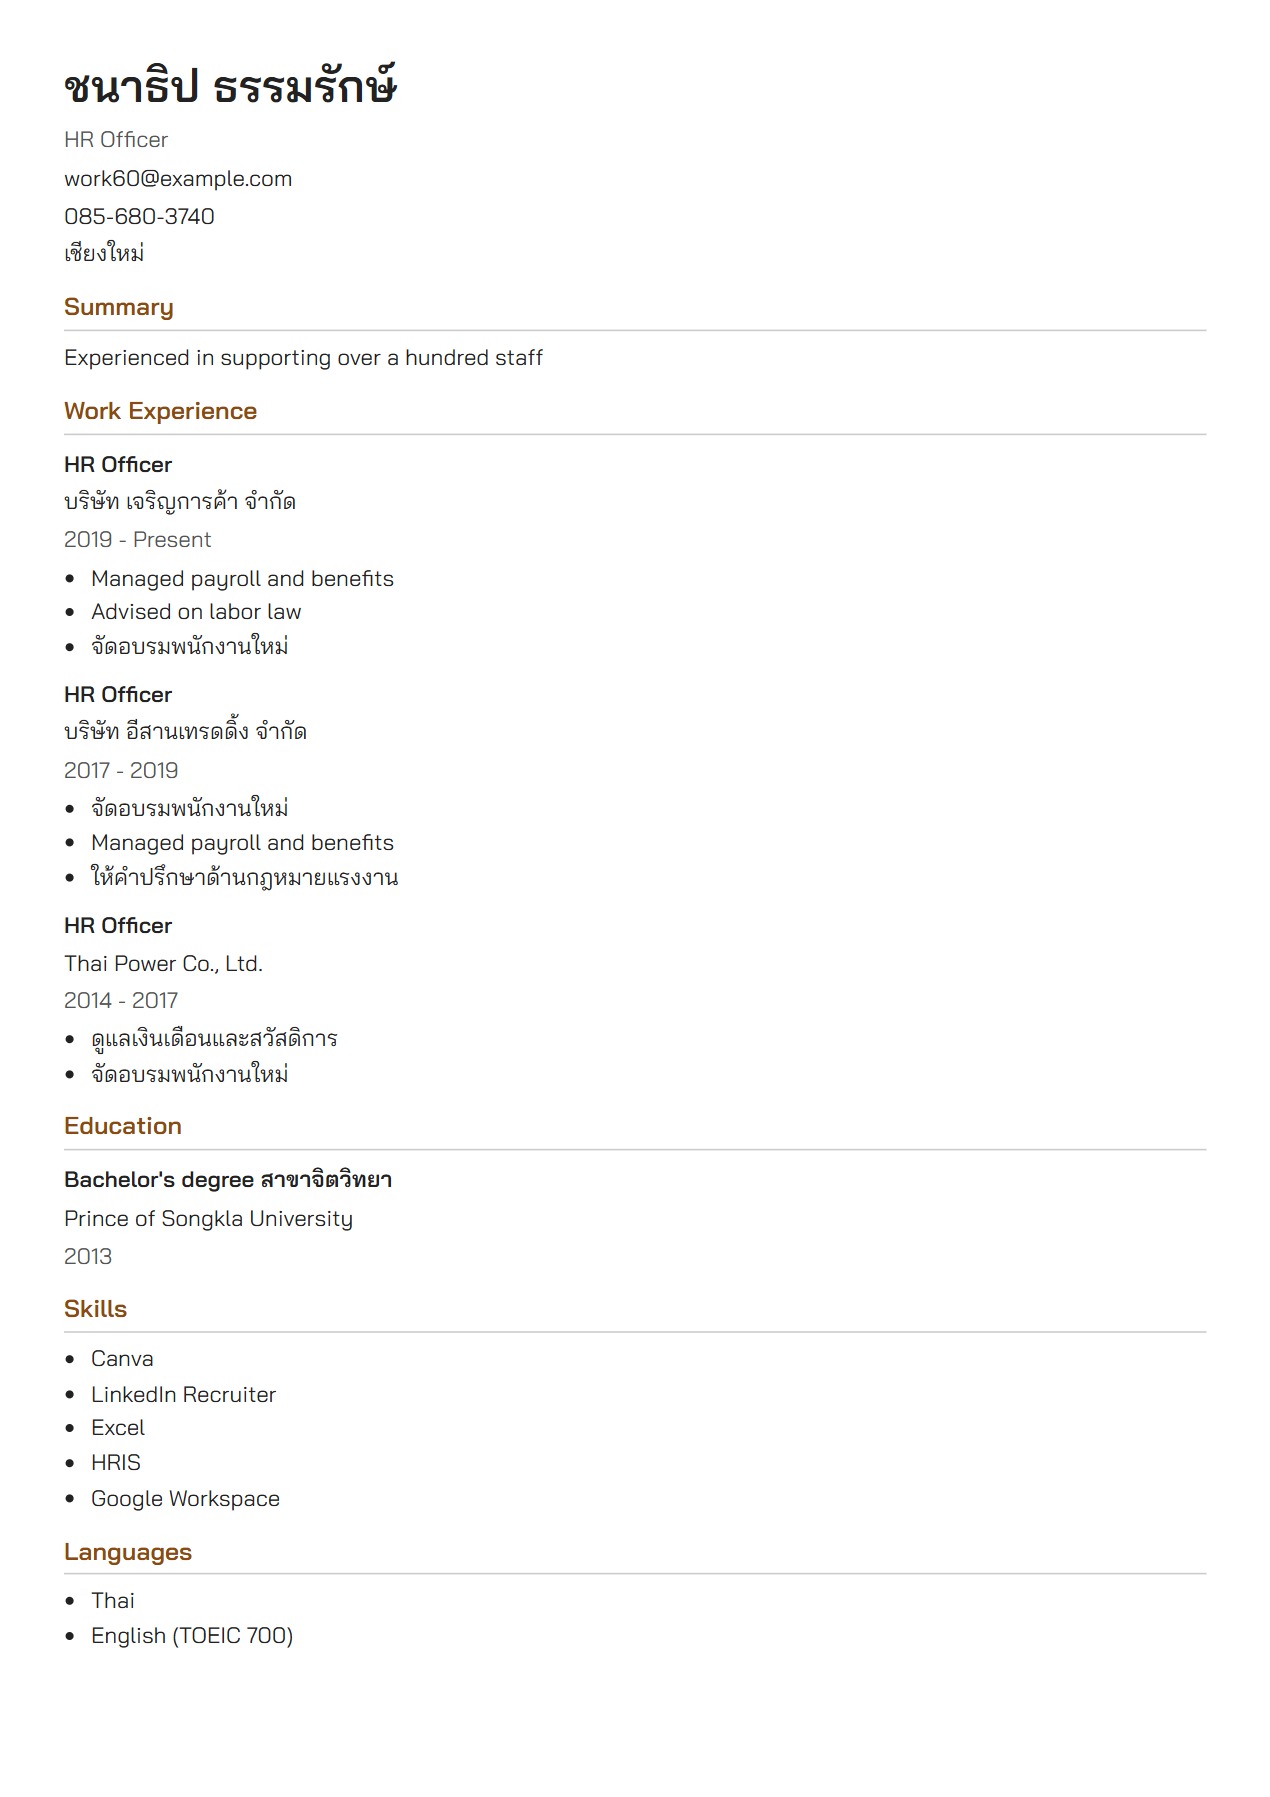 ชนาธิป ธรรมรักษ์
HR Officer
work60@example.com
085-680-3740
เชียงใหม่
Summary
Experienced in supporting over a hundred staff
Work Experience
HR Officer
บริษัท เจริญการค้า จำกัด
2019 - Present
• Managed payroll and benefits
• Advised on labor law
• จัดอบรมพนักงานใหม่
HR Officer
บริษัท อีสานเทรดดิ้ง จำกัด
2017 - 2019
• จัดอบรมพนักงานใหม่
• Managed payroll and benefits
• ให้คำปรึกษาด้านกฎหมายแรงงาน
HR Officer
Thai Power Co., Ltd.
2014 - 2017
• ดูแลเงินเดือนและสวัสดิการ
• จัดอบรมพนักงานใหม่
Education
Bachelor's degree สาขาจิตวิทยา
Prince of Songkla University
2013
Skills
• Canva
• LinkedIn Recruiter
• Excel
• HRIS
• Google Workspace
Languages
• Thai
• English (TOEIC 700)